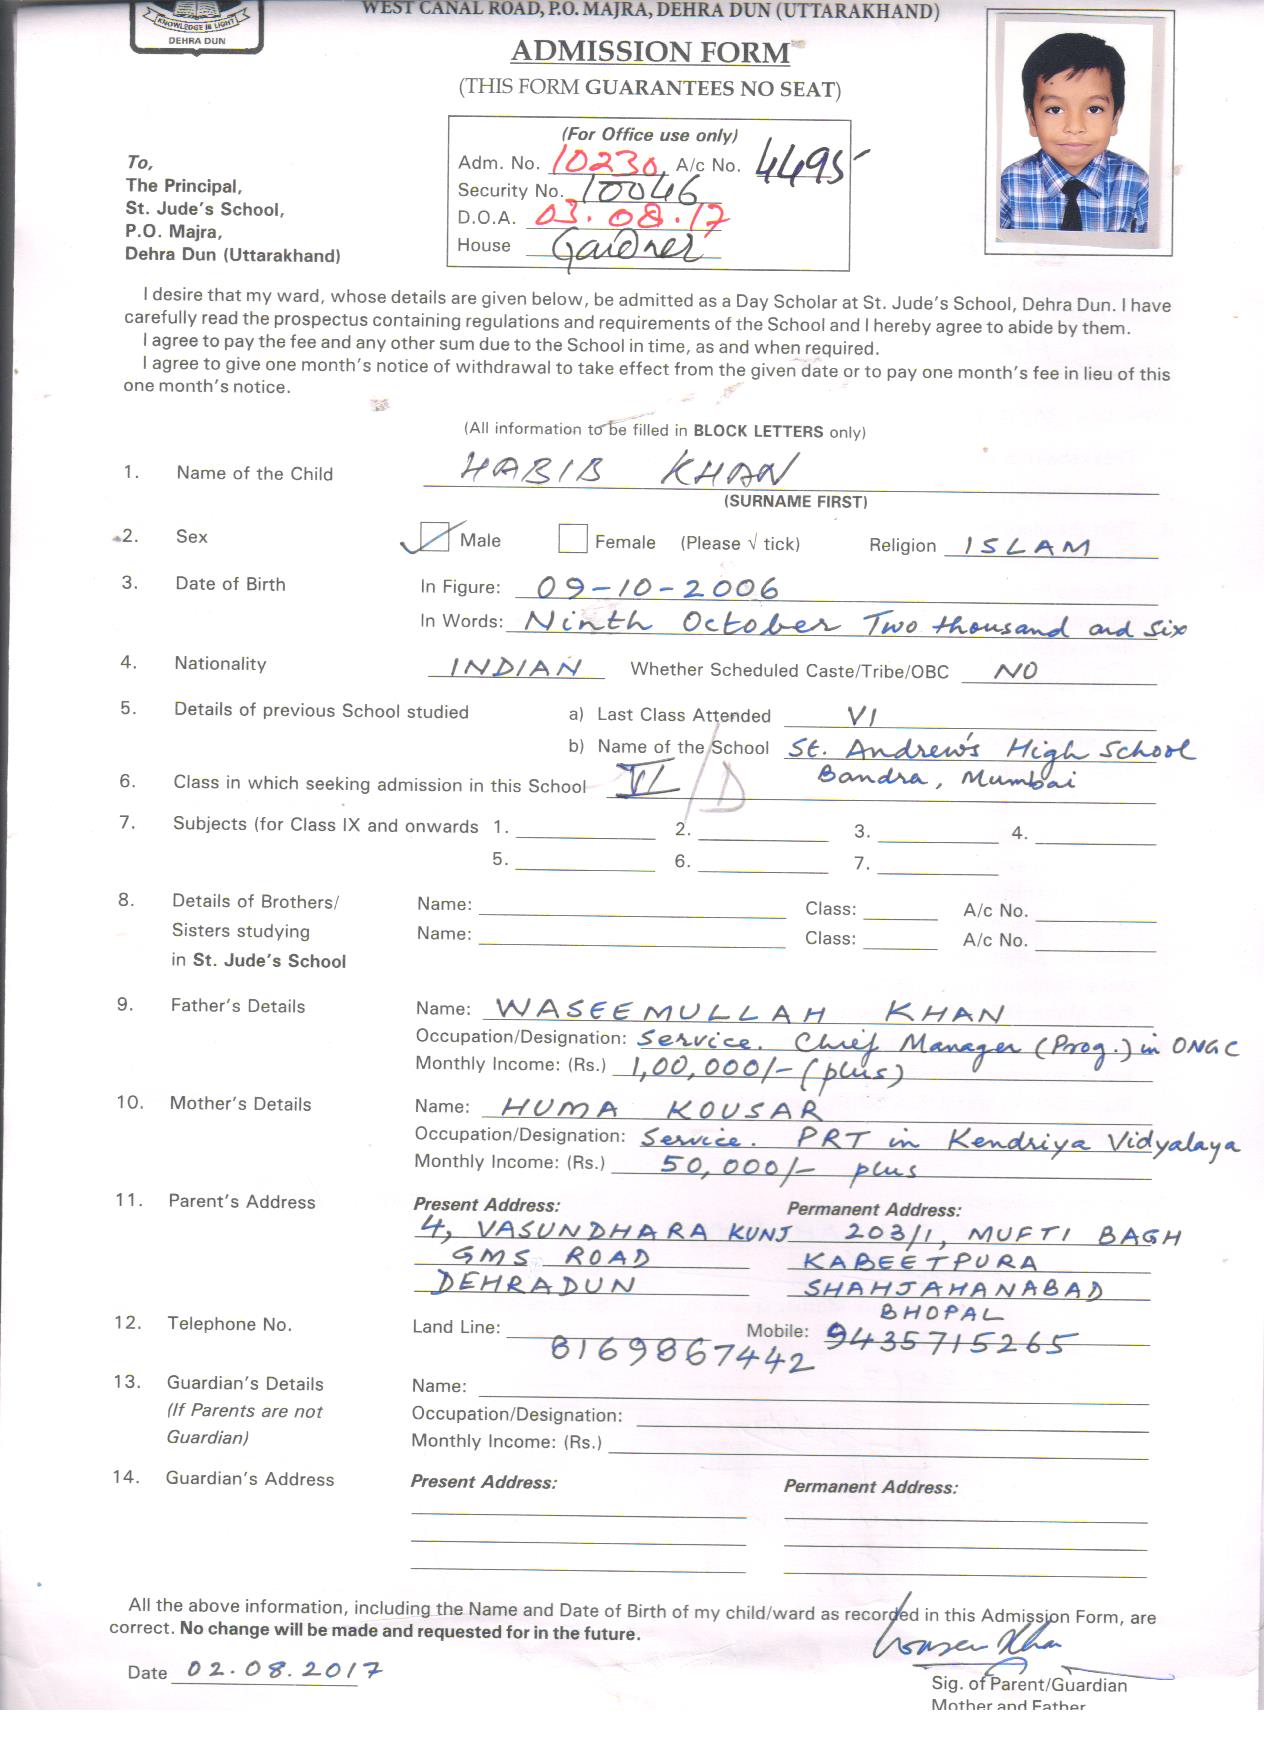 KNOWLEDGE IS LIGHT
DEHRA DUN
WEST CANAL ROAD, P.O. MAJRA, DEHRA DUN (UTTARAKHAND)
ADMISSION FORM
(THIS FORM GUARANTEES NO SEAT)
(For Office use only)
Adm. No. 10230 A/c No. 4495
Security No. 10046
D.O.A. 03.08.17
House Gardner
To,
The Principal,
St. Jude's School,
P.O. Majra,
Dehra Dun (Uttarakhand)
I desire that my ward, whose details are given below, be admitted as a Day Scholar at St. Jude's School, Dehra Dun. I have
carefully read the prospectus containing regulations and requirements of the School and I hereby agree to abide by them.
I agree to pay the fee and any other sum due to the School in time, as and when required.
I agree to give one month's notice of withdrawal to take effect from the given date or to pay one month's fee in lieu of this
one month's notice.
(All information to be filled in BLOCK LETTERS only)
1. Name of the Child HABIB KHAN
(SURNAME FIRST)
2. Sex Male Female (Please √ tick) Religion ISLAM
3. Date of Birth In Figure: 09-10-2006
In Words: Ninth October Two thousand and Six
4. Nationality INDIAN Whether Scheduled Caste/Tribe/OBC NO
5. Details of previous School studied a) Last Class Attended VI
b) Name of the School St. Andrew's High School
Bandra, Mumbai
6. Class in which seeking admission in this School VI/D
7. Subjects (for Class IX and onwards 1. 2. 3. 4.
5. 6. 7.
8. Details of Brothers/ Name: Class: A/c No.
Sisters studying Name: Class: A/c No.
in St. Jude's School
9. Father's Details Name: WASEEMULLAH KHAN
Occupation/Designation: Service. Chief Manager (Prog.) in ONGC
Monthly Income: (Rs.) 1,00,000/- (plus)
10. Mother's Details Name: HUMA KOUSAR
Occupation/Designation: Service. PRT in Kendriya Vidyalaya
Monthly Income: (Rs.) 50,000/- plus
11. Parent's Address Present Address: Permanent Address:
4, VASUNDHARA KUNJ 203/1, MUFTI BAGH
GMS ROAD KABEETPURA
DEHRADUN SHAHJAHANABAD
BHOPAL
12. Telephone No. Land Line: Mobile: 9435715265
8169867442
13. Guardian's Details Name:
(If Parents are not Occupation/Designation:
Guardian) Monthly Income: (Rs.)
14. Guardian's Address Present Address: Permanent Address:
All the above information, including the Name and Date of Birth of my child/ward as recorded in this Admission Form, are
correct. No change will be made and requested for in the future.
Date 02.08.2017
Sig. of Parent/Guardian
Mother and Father